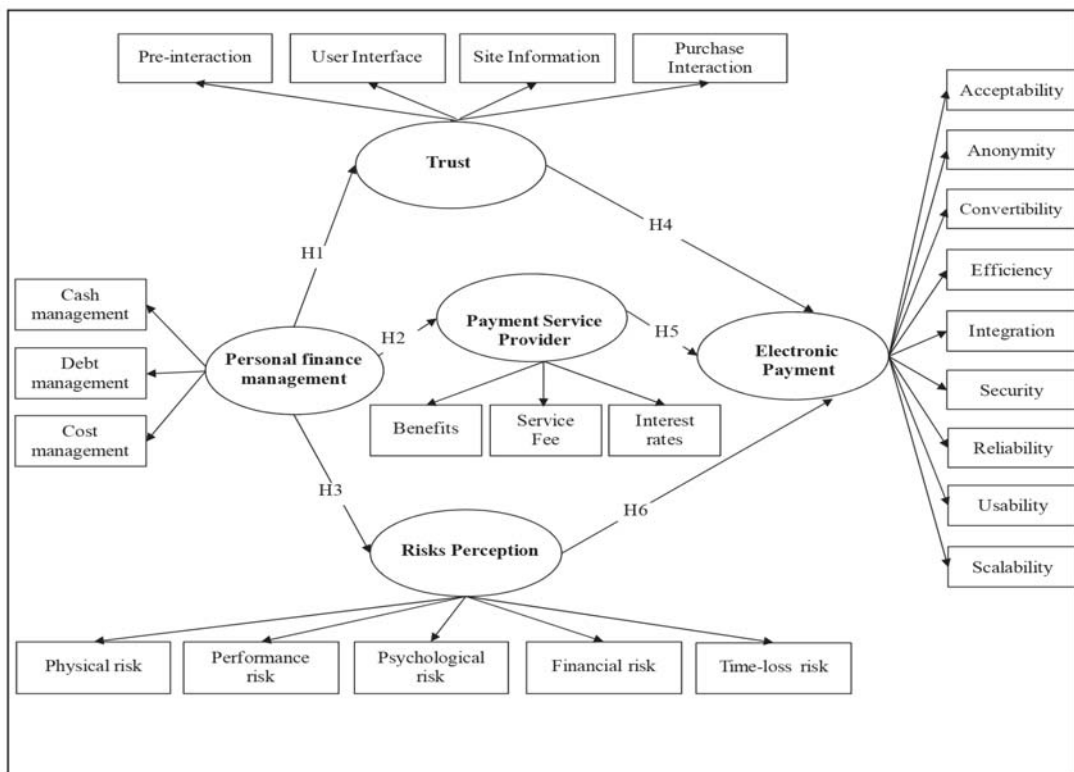 Pre-interaction
User Interface
Site Information
Purchase
Interaction
Acceptability
Anonymity
Convertibility
Efficiency
Integration
Security
Reliability
Usability
Scalability
Trust
H1
H4
Cash
management
Debt
management
Cost
management
Personal finance
management
H2
Payment Service
Provider
H5
Electronic
Payment
Benefits
Service
Fee
Interest
rates
H3
H6
Risks Perception
Physical risk
Performance
risk
Psychological
risk
Financial risk
Time-loss risk